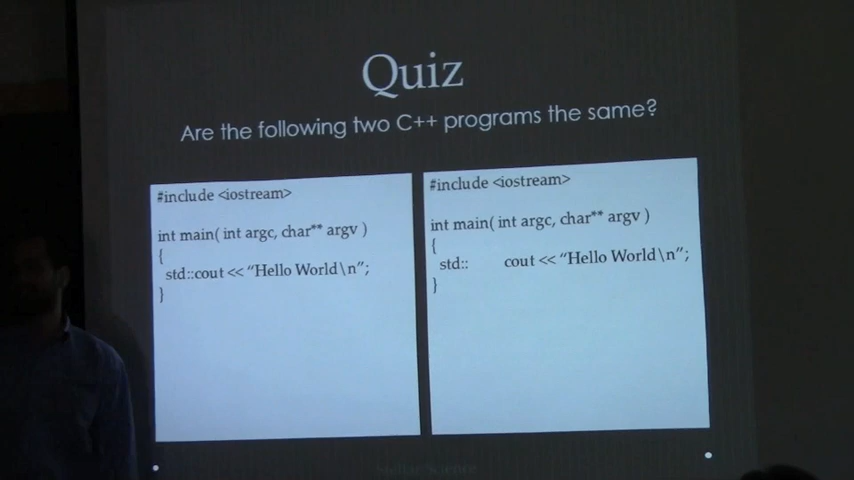 Quiz
Are the following two C++ programs the same?
#include <iostream>
int main( int argc, char** argv )
{
std::cout << “Hello World\n”;
}
#include <iostream>
int main( int argc, char** argv )
{
std::        cout << “Hello World\n”;
}